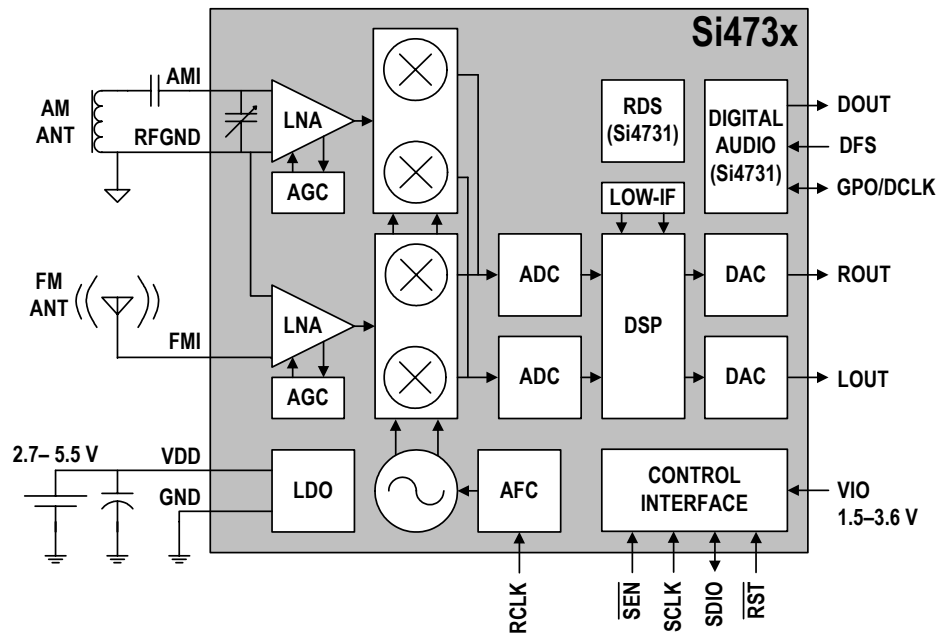 Si473x
AMI
AM
ANT
RFGND
LNA
AGC
RDS
(Si4731)
DIGITAL
AUDIO
(Si4731)
DOUT
DFS
GPO/DCLK
LOW-IF
FM
ANT
FMI
LNA
AGC
ADC
DSP
DAC
ROUT
ADC
DAC
LOUT
2.7– 5.5 V
VDD
GND
LDO
AFC
CONTROL
INTERFACE
VIO
1.5–3.6 V
RCLK
SEN
SCLK
SDIO
RST